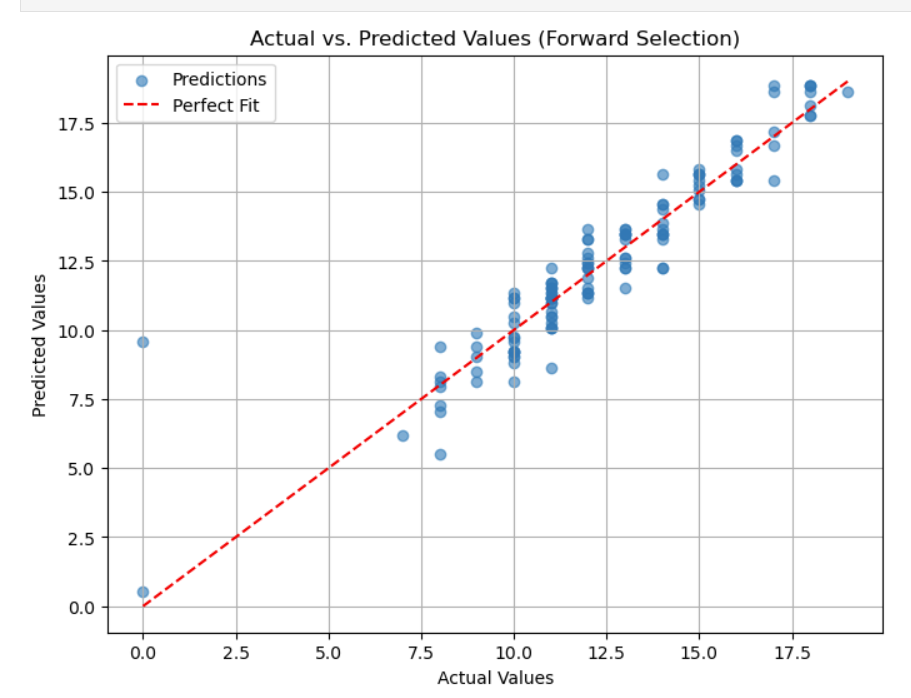 Actual vs. Predicted Values (Forward Selection)
Predictions
Perfect Fit
Predicted Values
17.5
15.0
12.5
10.0
7.5
5.0
2.5
0.0
0.0 2.5 5.0 7.5 10.0 12.5 15.0 17.5
Actual Values